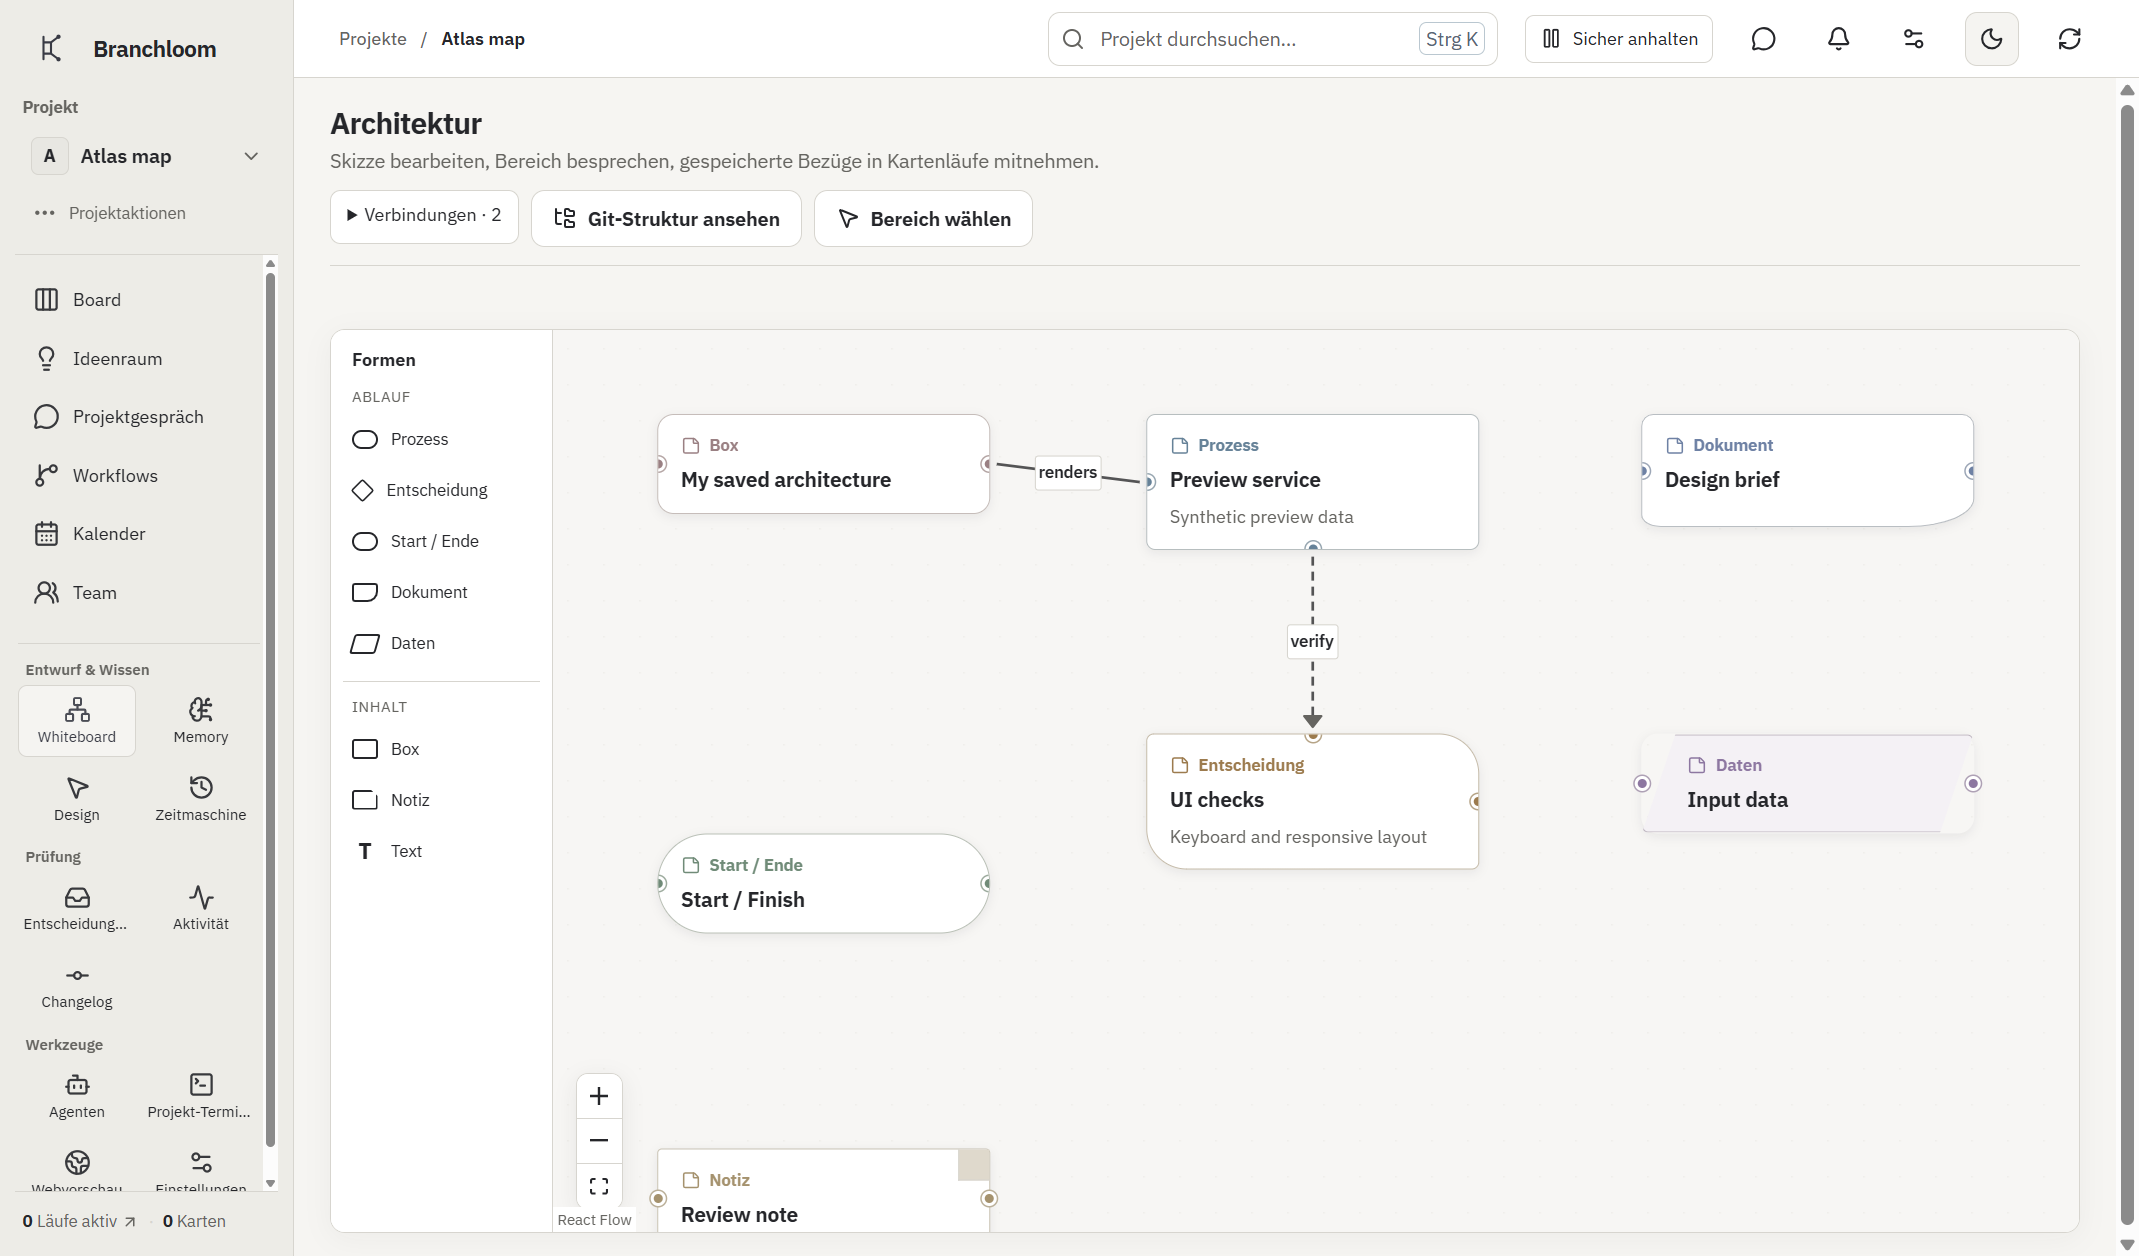 Branchloom
Projekt
A Atlas map
Projektaktionen
Board
Ideenraum
Projektgespräch
Workflows
Kalender
Team
Entwurf & Wissen
Whiteboard
Memory
Design
Zeitmaschine
Prüfung
Entscheidung...
Aktivität
Changelog
Werkzeuge
Agenten
Projekt-Termi...
Webvorschau
Einstellungen
0 Läufe aktiv
0 Karten
Projekte / Atlas map
Projekt durchsuchen...
Strg K
Sicher anhalten
Architektur
Skizze bearbeiten, Bereich besprechen, gespeicherte Bezüge in Kartenläufe mitnehmen.
Verbindungen · 2
Git-Struktur ansehen
Bereich wählen
Formen
ABLAUF
Prozess
Entscheidung
Start / Ende
Dokument
Daten
INHALT
Box
Notiz
T Text
Box
My saved architecture
renders
Prozess
Preview service
Synthetic preview data
Dokument
Design brief
verify
Entscheidung
UI checks
Keyboard and responsive layout
Daten
Input data
Start / Ende
Start / Finish
Notiz
Review note
React Flow